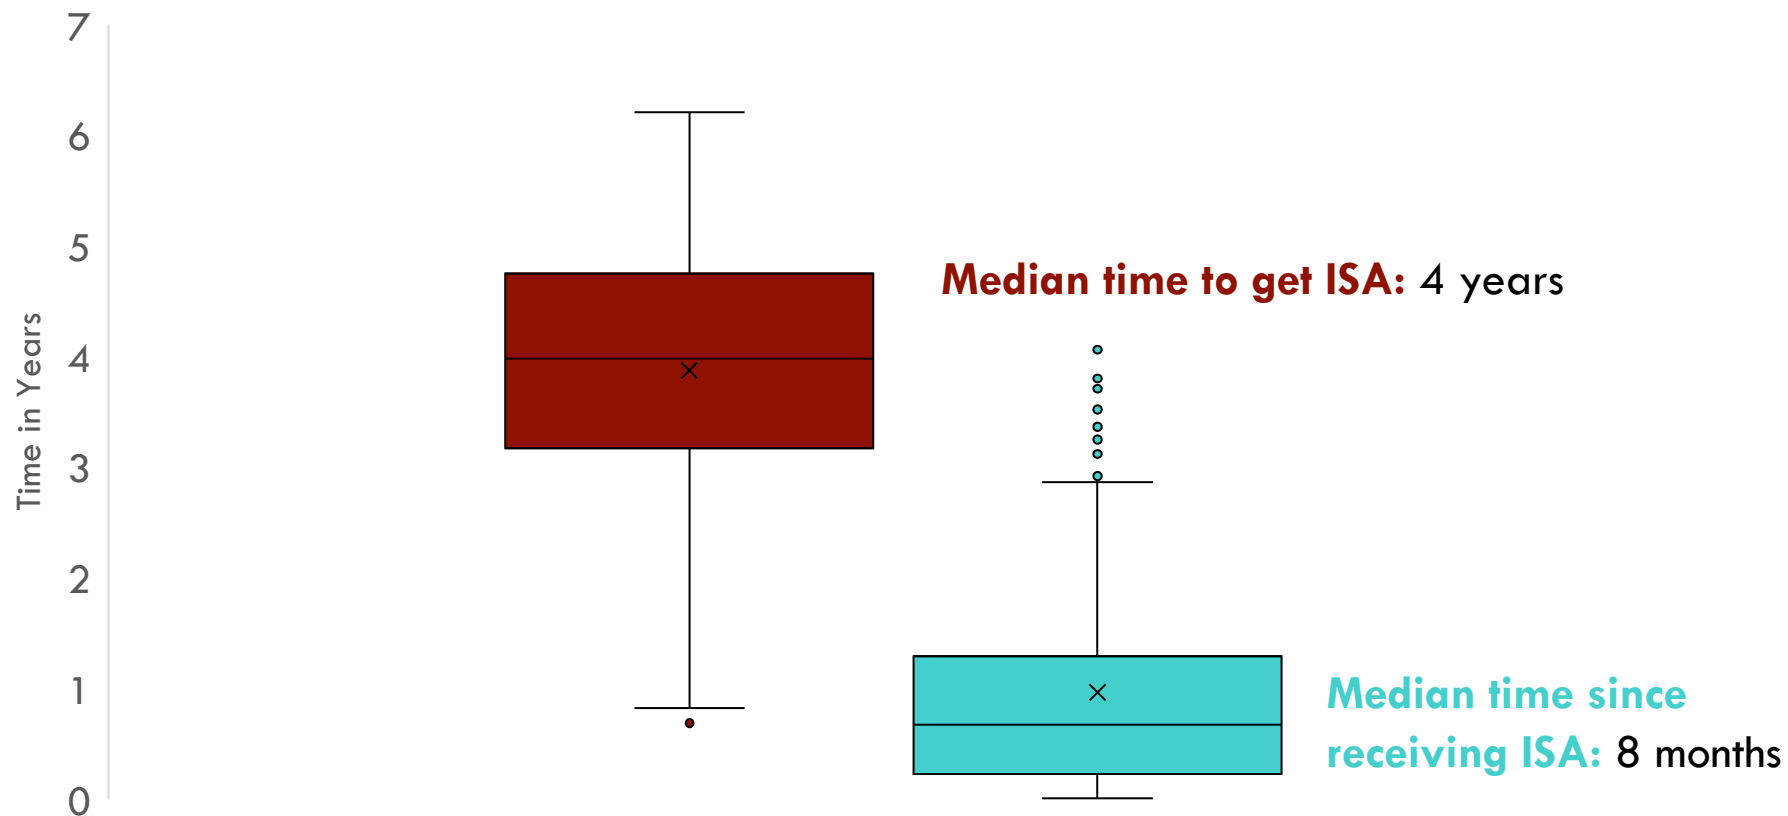 7
6
5
4
3
2
1
0
Time in Years
Median time to get ISA: 4 years
Median time since
receiving ISA: 8 months